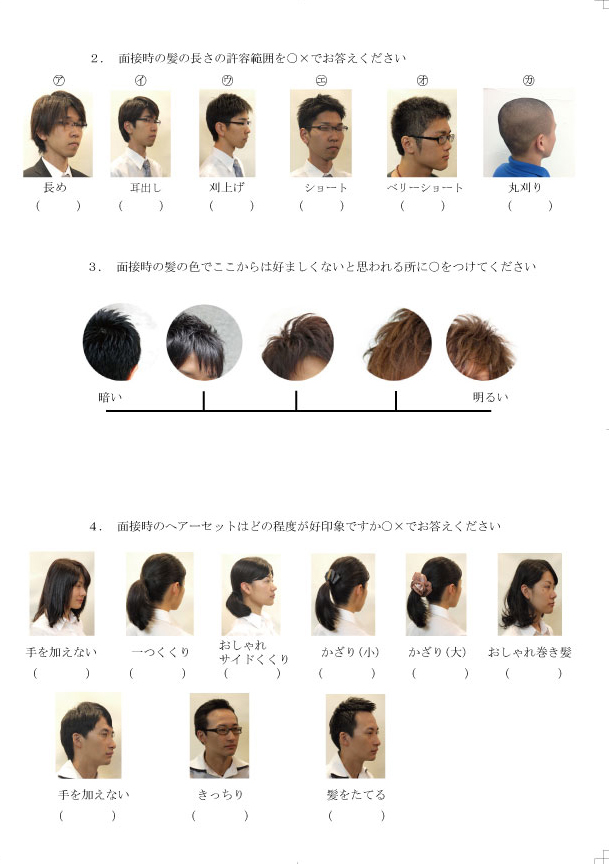 ２． 面接時の髪の長さの許容範囲を○×でお答えください
㋐ ㋑ ㋒ ㋓ ㋔ ㋕
長め 耳出し 刈上げ ショート ベリーショート 丸刈り
( ) ( ) ( ) ( ) ( ) ( )
３． 面接時の髪の色でここからは好ましくないと思われる所に○をつけてください
暗い 明るい
４． 面接時のヘアーセットはどの程度が好印象ですか○×でお答えください
手を加えない 一つくくり おしゃれ
サイドくくり かざり(小) かざり(大) おしゃれ巻き髪
( ) ( ) ( ) ( ) ( ) ( )
手を加えない きっちり 髪をたてる
( ) ( ) ( )